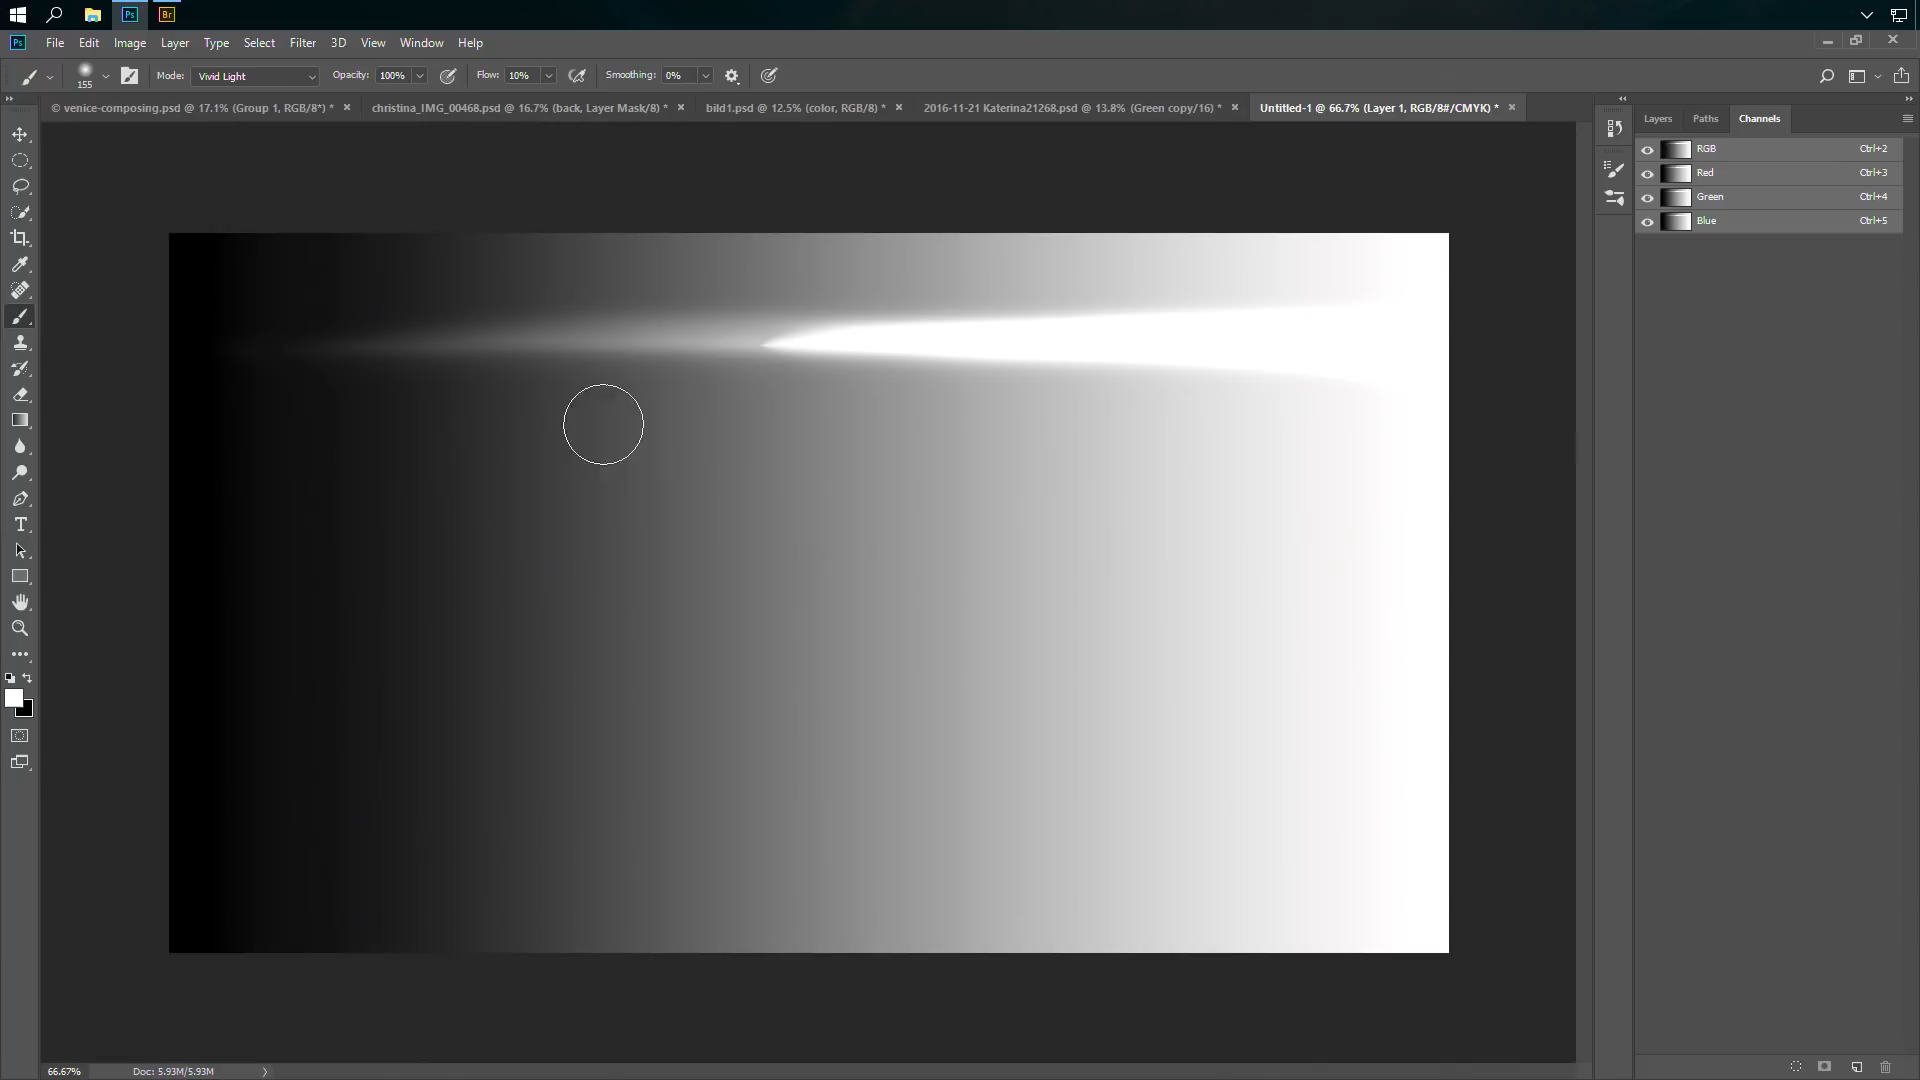 Ps
Br
Ps File Edit Image Layer Type Select Filter 3D View Window Help
155 Mode: Vivid Light Opacity: 100% Flow: 10% Smoothing: 0%
© venice-composing.psd @ 17.1% (Group 1, RGB/8*) * christina_IMG_00468.psd @ 16.7% (back, Layer Mask/8) * bild1.psd @ 12.5% (color, RGB/8) * 2016-11-21 Katerina21268.psd @ 13.8% (Green copy/16) * Untitled-1 @ 66.7% (Layer 1, RGB/8#/CMYK) *
Layers Paths Channels
RGB Ctrl+2
Red Ctrl+3
Green Ctrl+4
Blue Ctrl+5
66.67% Doc: 5.93M/5.93M